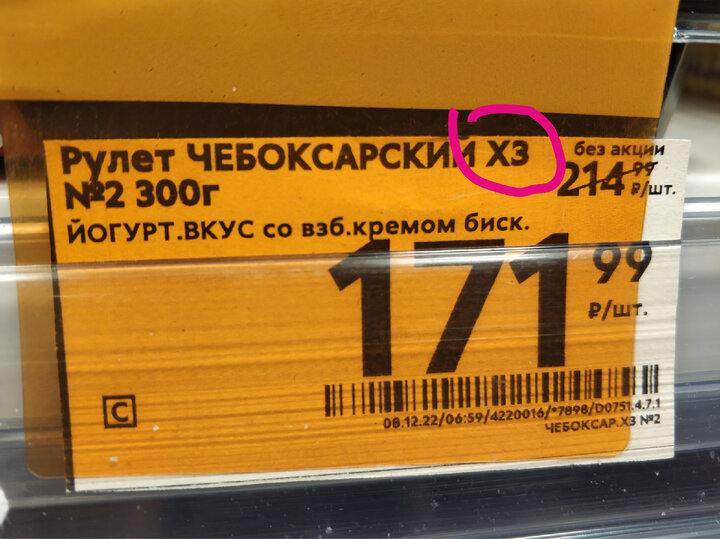 Рулет ЧЕБОКСАРСКИЙ ХЗ
№2 300г
ЙОГУРТ.ВКУС со взб.кремом биск.
без акции
214 99
₽/шт.
171 99
₽/шт.
С
08.12.22/06:59/4220016/*7898/D0751.4.7.1
ЧЕБОКСАР.ХЗ №2